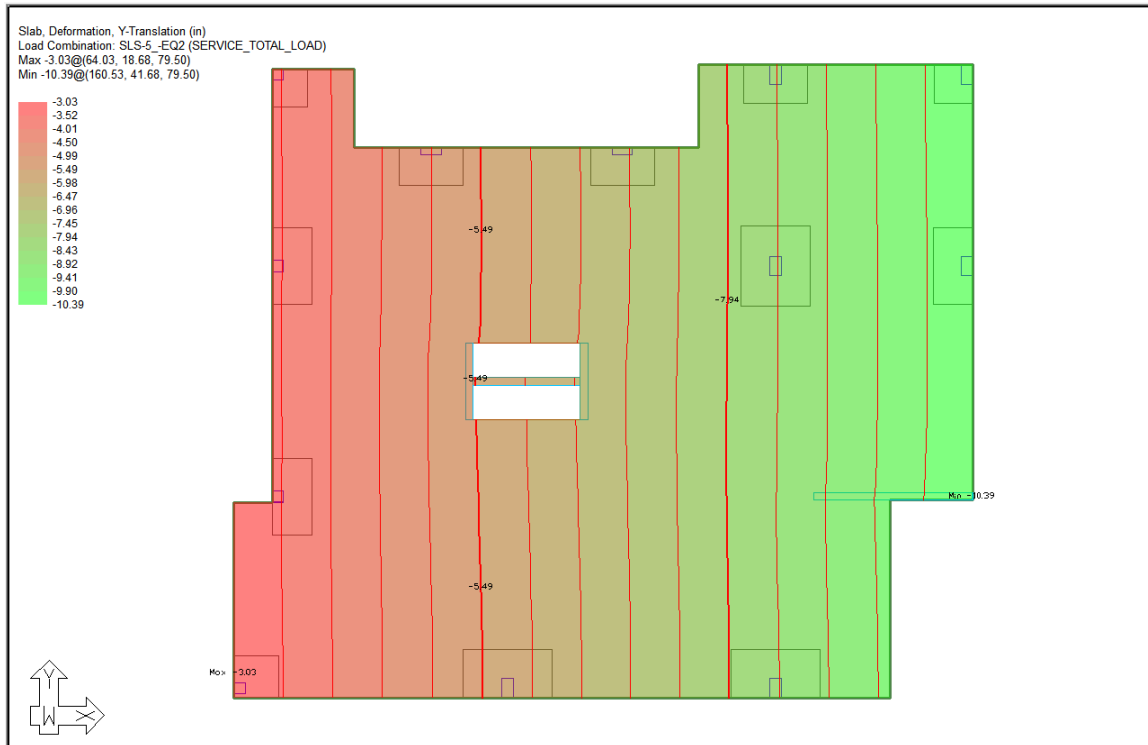 Slab, Deformation, Y-Translation (in)
Load Combination: SLS-5_-EQ2 (SERVICE_TOTAL_LOAD)
Max -3.03@(64.03, 18.68, 79.50)
Min -10.39@(160.53, 41.68, 79.50)
-3.03
-3.52
-4.01
-4.50
-4.99
-5.49
-5.98
-6.47
-6.96
-7.45
-7.94
-8.43
-8.92
-9.41
-9.90
-10.39
-5.49
-7.94
-5.49
Min -10.39
-5.49
Max -3.03
Y
W X